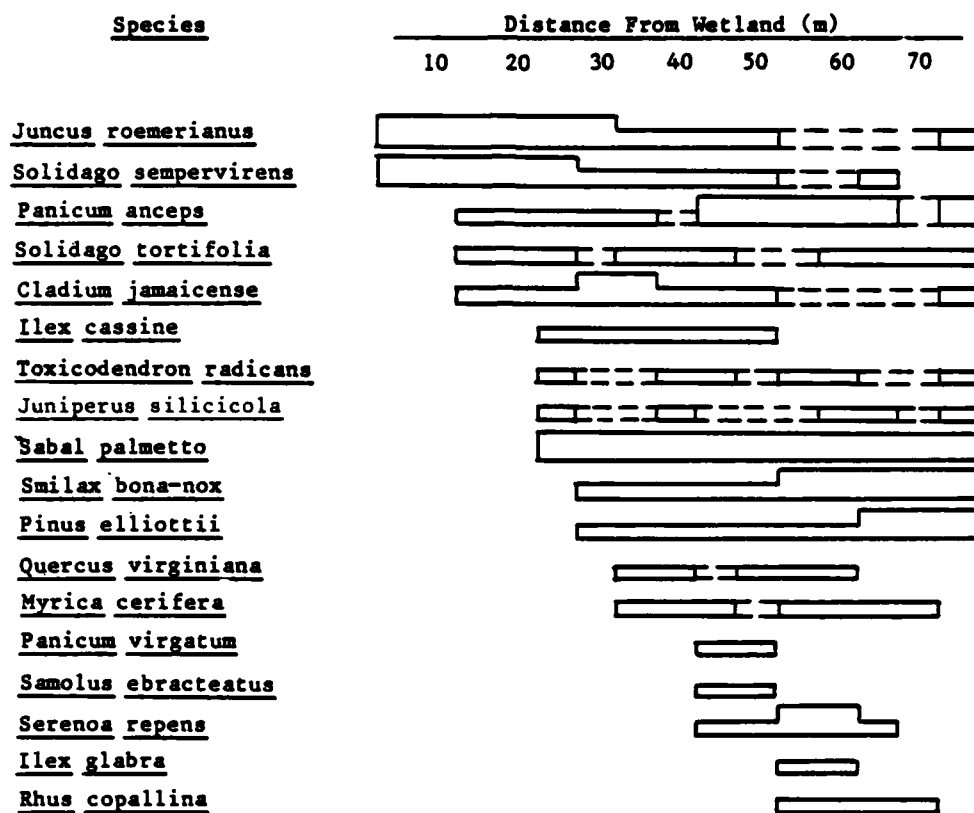 Species Distance From Wetland (m)
10 20 30 40 50 60 70
Juncus roemerianus
Solidago sempervirens
Panicum anceps
Solidago tortifolia
Cladium jamaicense
Ilex cassine
Toxicodendron radicans
Juniperus silicicola
Sabal palmetto
Smilax bona-nox
Pinus elliottii
Quercus virginiana
Myrica cerifera
Panicum virgatum
Samolus ebracteatus
Serenoa repens
Ilex glabra
Rhus copallina